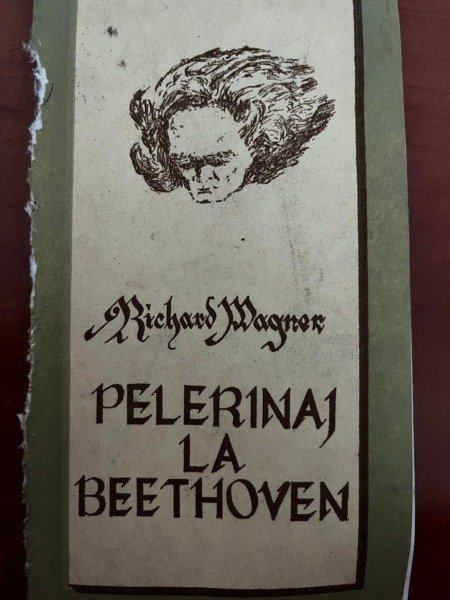 Richard Wagner
PELERINAJ
LA
BEETHOVEN